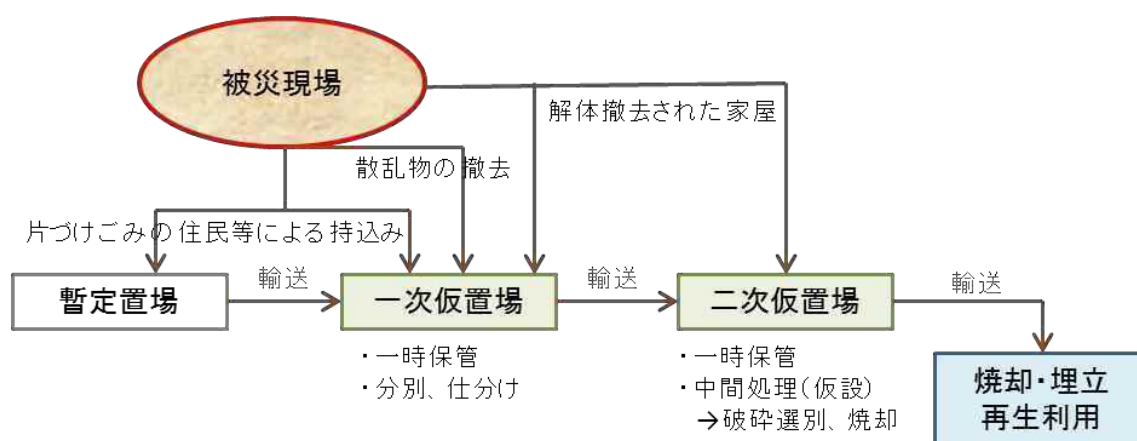 被災現場
解体撤去された家屋
散乱物の撤去
片づけごみの住民等による持込み
暫定置場
輸送
一次仮置場
輸送
二次仮置場
輸送
・一時保管
・分別、仕分け
・一時保管
・中間処理(仮設)
→破砕選別、焼却
焼却・埋立
再生利用